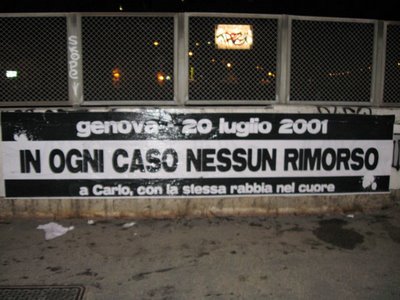 genova - 20 luglio 2001
IN OGNI CASO NESSUN RIMORSO
a Carlo, con la stessa rabbia nel cuore